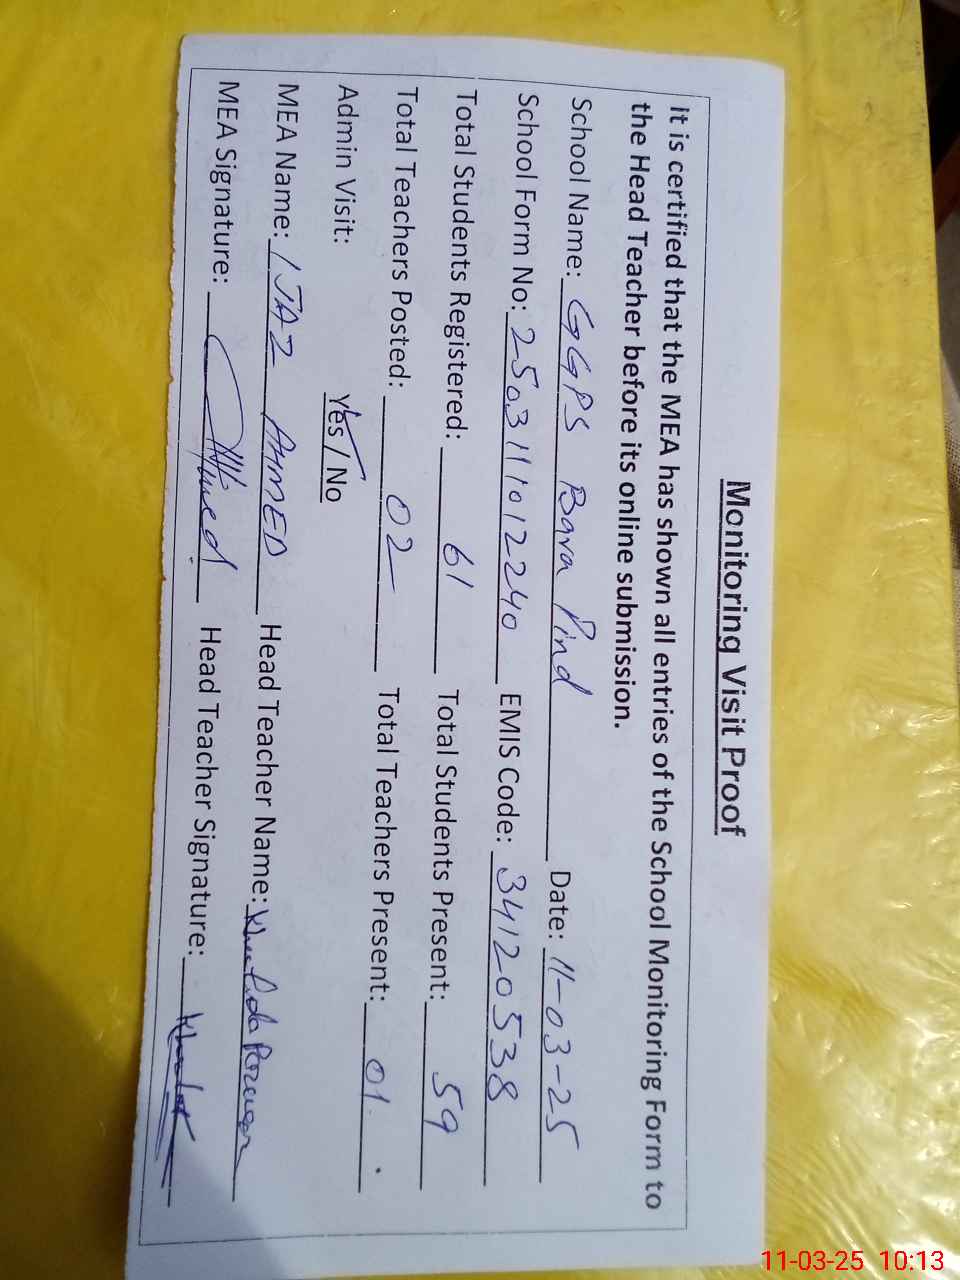 Monitoring Visit Proof
It is certified that the MEA has shown all entries of the School Monitoring Form to
the Head Teacher before its online submission.
School Name: GGPS Bara Pind Date: 11-03-25
School Form No: 2503111012240 EMIS Code: 34120538
Total Students Registered: 61 Total Students Present: 59
Total Teachers Posted: 02 Total Teachers Present: 01
Admin Visit: Yes / No
MEA Name: IJAZ AHMED Head Teacher Name: Khalida Parveen
MEA Signature: Head Teacher Signature:
11-03-25 10:13